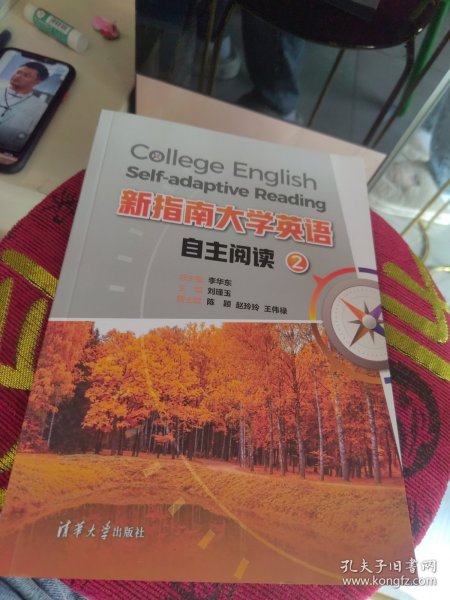 College English
Self-adaptive Reading
新指南大学英语
自主阅读 2
总主编 李华东
主编 刘瑾玉
副主编 陈颖 赵玲玲 王伟禄
清华大学出版社
孔夫子旧书网
www.kongfz.com